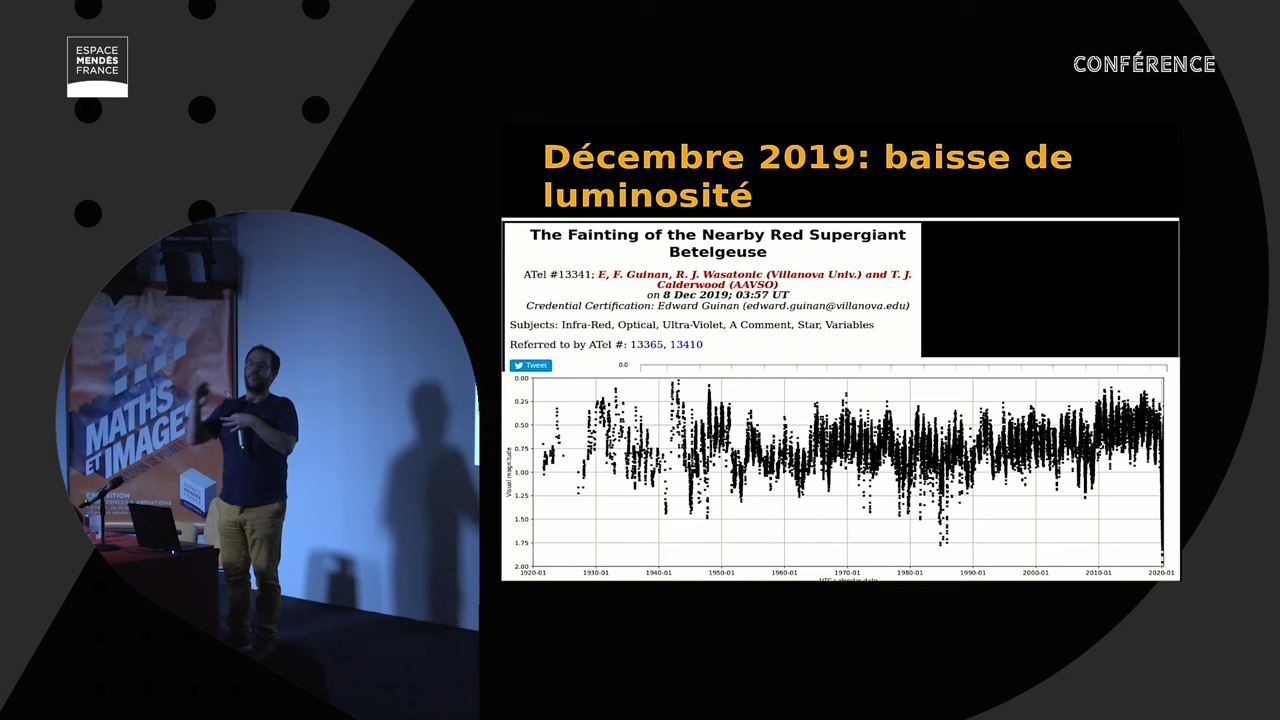 ESPACE
MENDÈS
FRANCE
CONFÉRENCE
Décembre 2019: baisse de
luminosité
The Fainting of the Nearby Red Supergiant
Betelgeuse
ATel #13341; E, F. Guinan, R. J. Wasatonic (Villanova Univ.) and T. J.
Calderwood (AAVSO)
on 8 Dec 2019; 03:57 UT
Credential Certification: Edward Guinan (edward.guinan@villanova.edu)
Subjects: Infra-Red, Optical, Ultra-Violet, A Comment, Star, Variables
Referred to by ATel #: 13365, 13410
Tweet
0.0
0.00
0.25
0.50
0.75
1.00
1.25
1.50
1.75
2.00
Visual magnitude
1920-01 1930-01 1940-01 1950-01 1960-01 1970-01 1980-01 1990-01 2000-01 2010-01 2020-01
MATHS
ET IMAGE